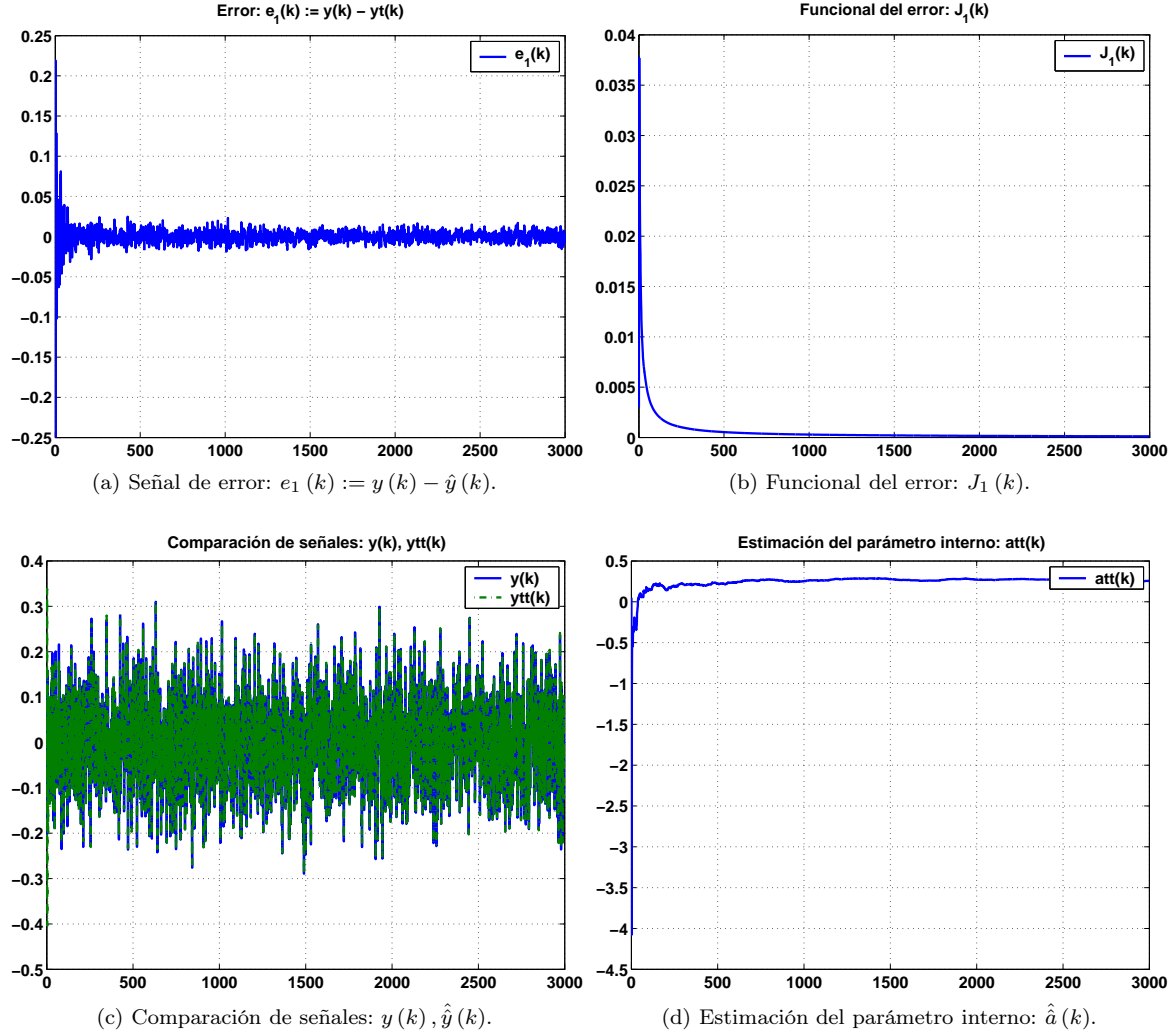 Error: e₁(k) := y(k) − yt(k)
0.25
0.2
0.15
0.1
0.05
0
−0.05
−0.1
−0.15
−0.2
−0.25
0 500 1000 1500 2000 2500 3000
e₁(k)
(a) Señal de error: e₁ (k) := y (k) − ŷ (k).
Funcional del error: J₁(k)
0.04
0.035
0.03
0.025
0.02
0.015
0.01
0.005
0
0 500 1000 1500 2000 2500 3000
J₁(k)
(b) Funcional del error: J₁ (k).
Comparación de señales: y(k), ytt(k)
0.4
0.3
0.2
0.1
0
−0.1
−0.2
−0.3
−0.4
−0.5
0 500 1000 1500 2000 2500 3000
y(k)
ytt(k)
(c) Comparación de señales: y (k) , ŷ̂ (k).
Estimación del parámetro interno: att(k)
0.5
0
−0.5
−1
−1.5
−2
−2.5
−3
−3.5
−4
−4.5
0 500 1000 1500 2000 2500 3000
att(k)
(d) Estimación del parámetro interno: â̂ (k).